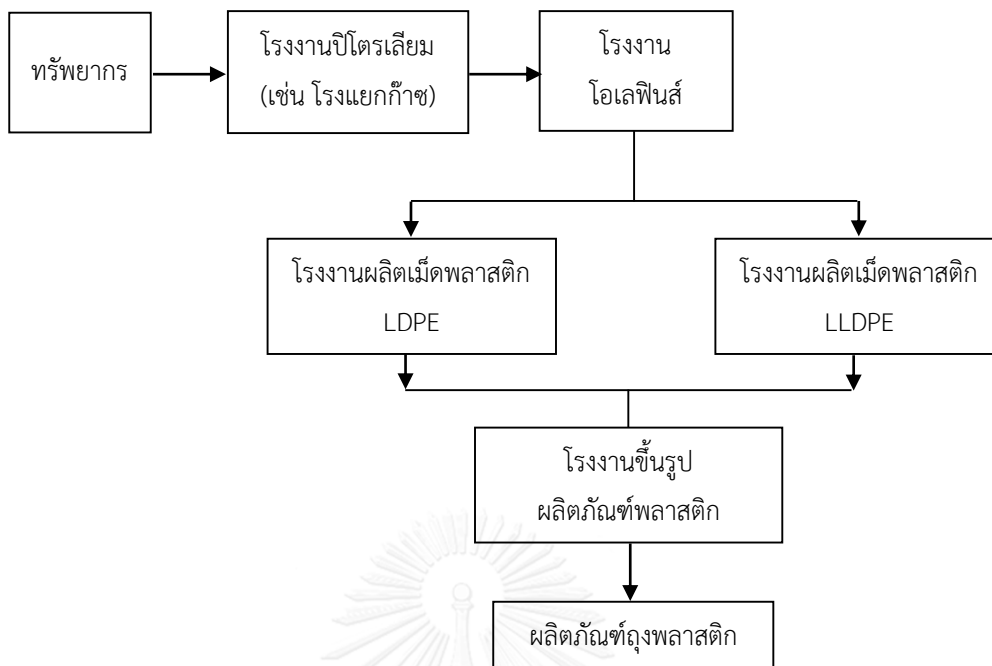 ทรัพยากร
โรงงานปิโตรเลียม
(เช่น โรงแยกก๊าซ)
โรงงาน
โอเลฟินส์
โรงงานผลิตเม็ดพลาสติก
LDPE
โรงงานผลิตเม็ดพลาสติก
LLDPE
โรงงานขึ้นรูป
ผลิตภัณฑ์พลาสติก
ผลิตภัณฑ์ถุงพลาสติก